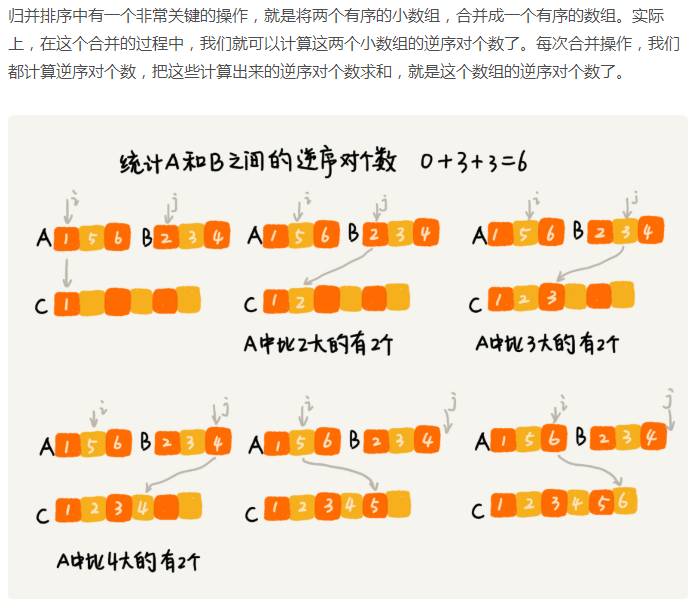 归并排序中有一个非常关键的操作，就是将两个有序的小数组，合并成一个有序的数组。实际
上，在这个合并的过程中，我们就可以计算这两个小数组的逆序对个数了。每次合并操作，我们
都计算逆序对个数，把这些计算出来的逆序对个数求和，就是这个数组的逆序对个数了。
统计A和B之间的逆序对个数 0+3+3=6
i j i j i j
A 1 5 6 B 2 3 4 A 1 5 6 B 2 3 4 A 1 5 6 B 2 3 4
C 1 C 1 2 C 1 2 3
A中比2大的有2个 A中比3大的有2个
i j i j i j
A 1 5 6 B 2 3 4 A 1 5 6 B 2 3 4 A 1 5 6 B 2 3 4
C 1 2 3 4 C 1 2 3 4 5 C 1 2 3 4 5 6
A中比4大的有2个